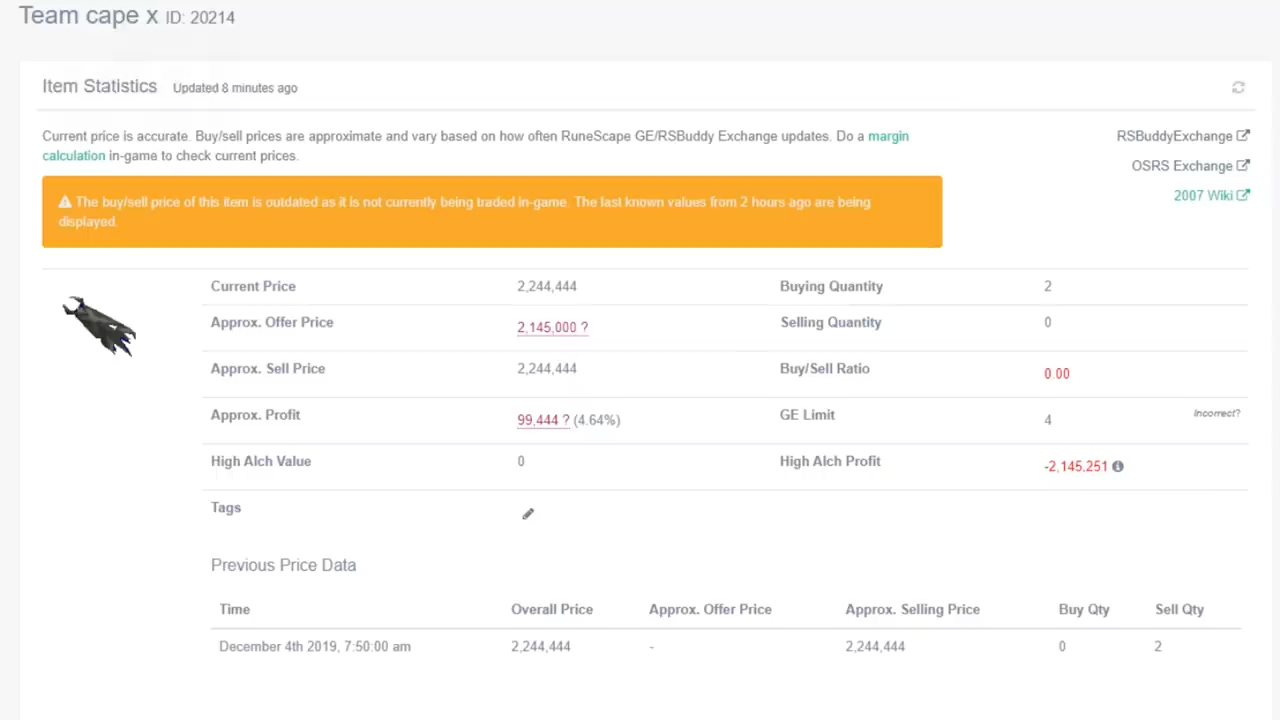 Team cape x ID: 20214
Item Statistics Updated 8 minutes ago
Current price is accurate. Buy/sell prices are approximate and vary based on how often RuneScape GE/RSBuddy Exchange updates. Do a margin
calculation in-game to check current prices.
RSBuddyExchange
OSRS Exchange
2007 Wiki
The buy/sell price of this item is outdated as it is not currently being traded in-game. The last known values from 2 hours ago are being
displayed.
Current Price 2,244,444 Buying Quantity 2
Approx. Offer Price 2,145,000 ? Selling Quantity 0
Approx. Sell Price 2,244,444 Buy/Sell Ratio 0.00
Approx. Profit 99,444 ? (4.64%) GE Limit 4 Incorrect?
High Alch Value 0 High Alch Profit -2,145,251
Tags
Previous Price Data
Time Overall Price Approx. Offer Price Approx. Selling Price Buy Qty Sell Qty
December 4th 2019, 7:50:00 am 2,244,444 - 2,244,444 0 2